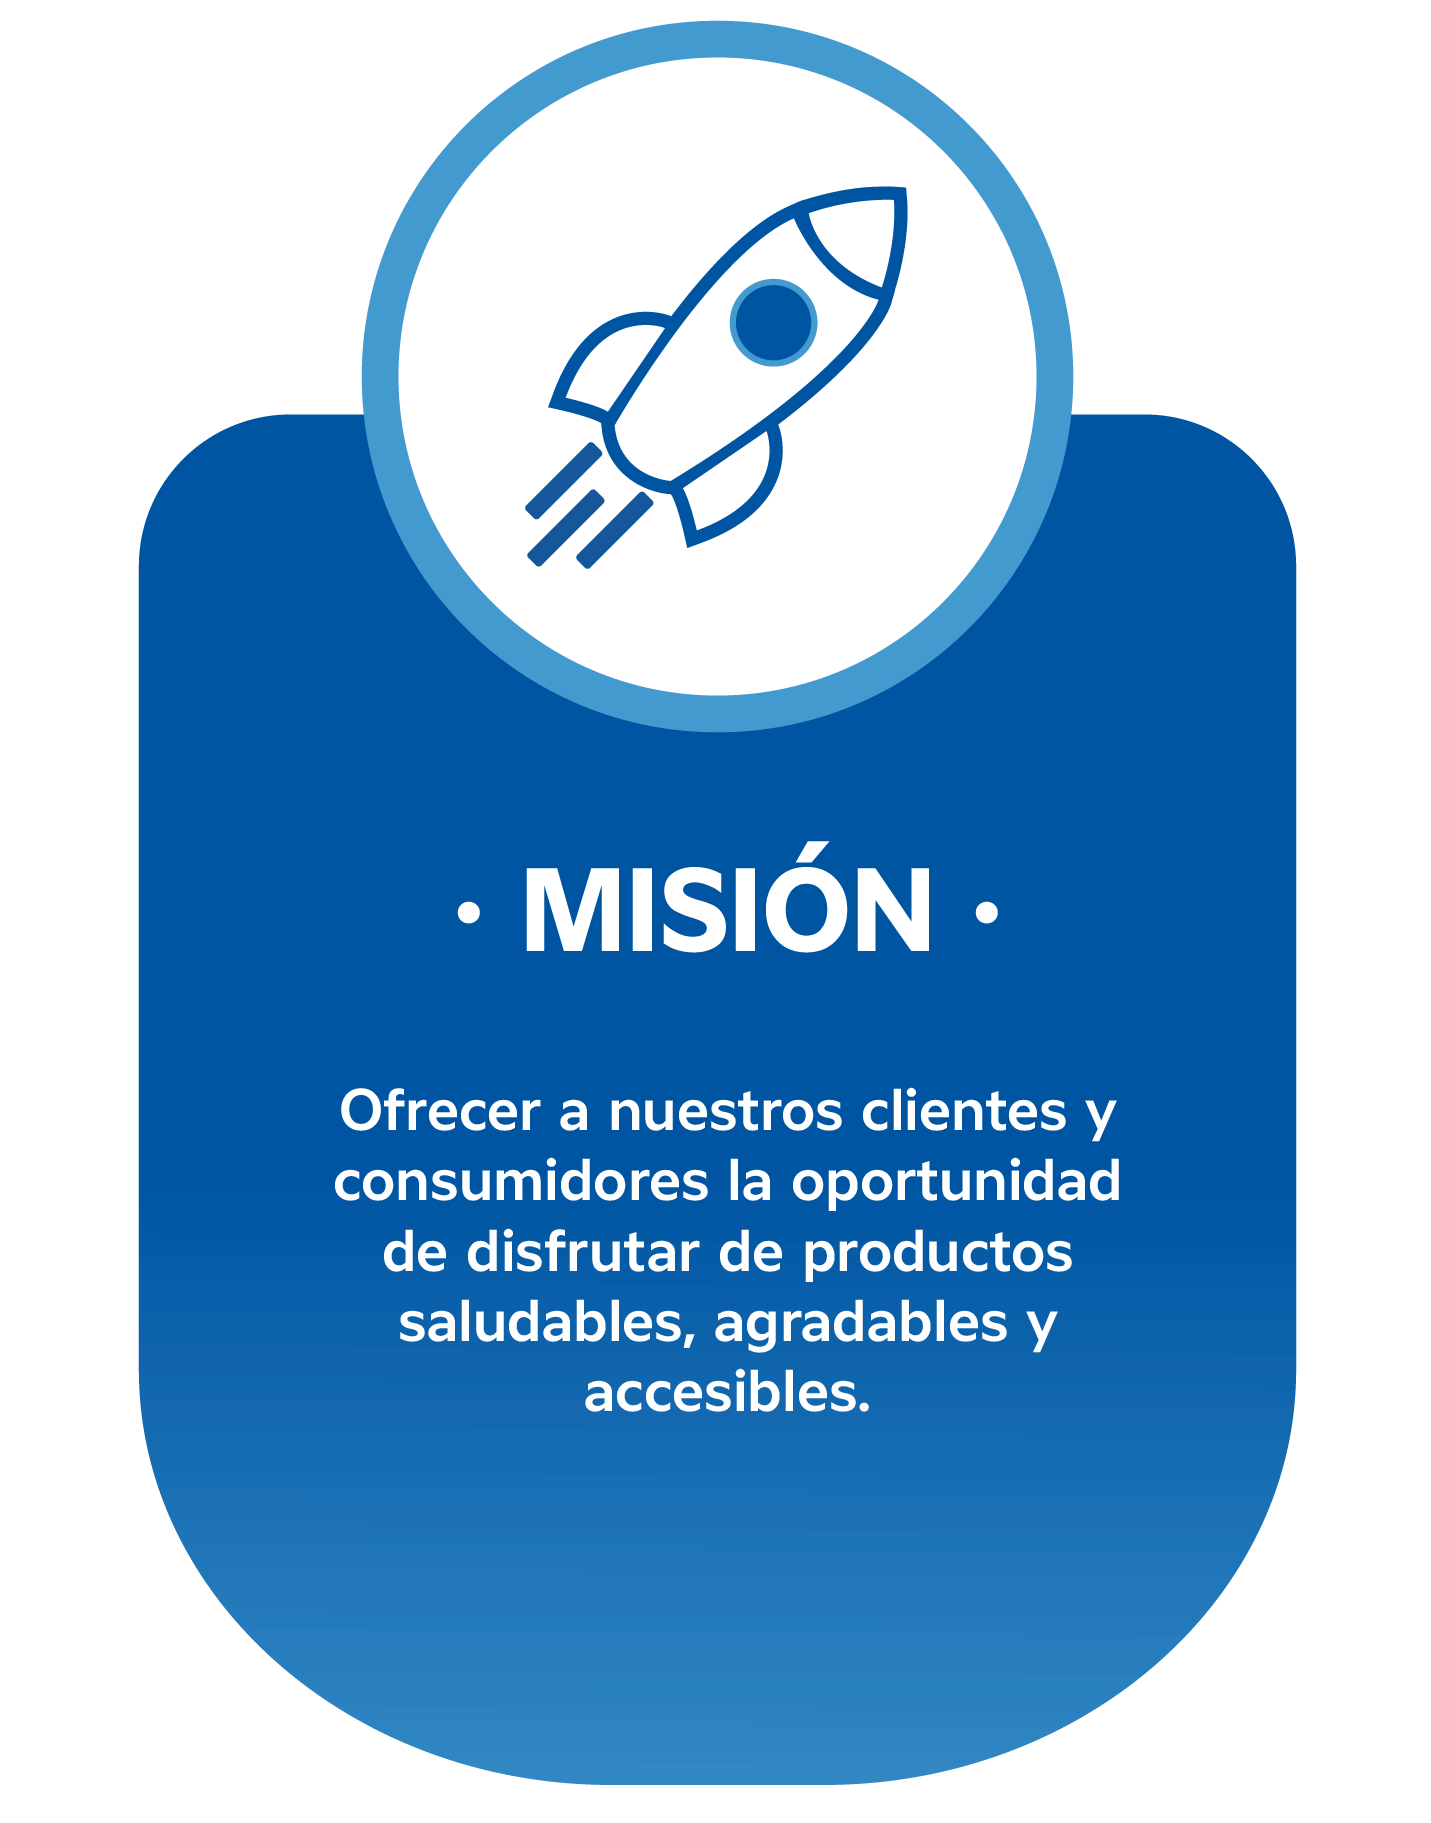 • MISIÓN •
Ofrecer a nuestros clientes y
consumidores la oportunidad
de disfrutar de productos
saludables, agradables y
accesibles.